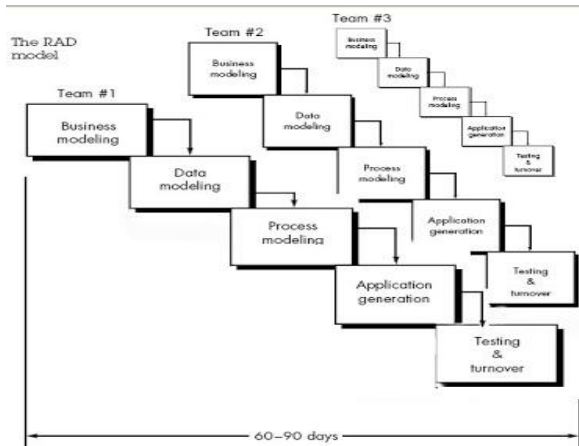 The RAD
model
Team #1
Business
modeling
Data
modeling
Process
modeling
Application
generation
Testing
&
turnover
Team #2
Business
modeling
Data
modeling
Process
modeling
Application
generation
Testing
&
turnover
Team #3
Business
modeling
Data
modeling
Process
modeling
Application
generation
Testing
&
turnover
60–90 days